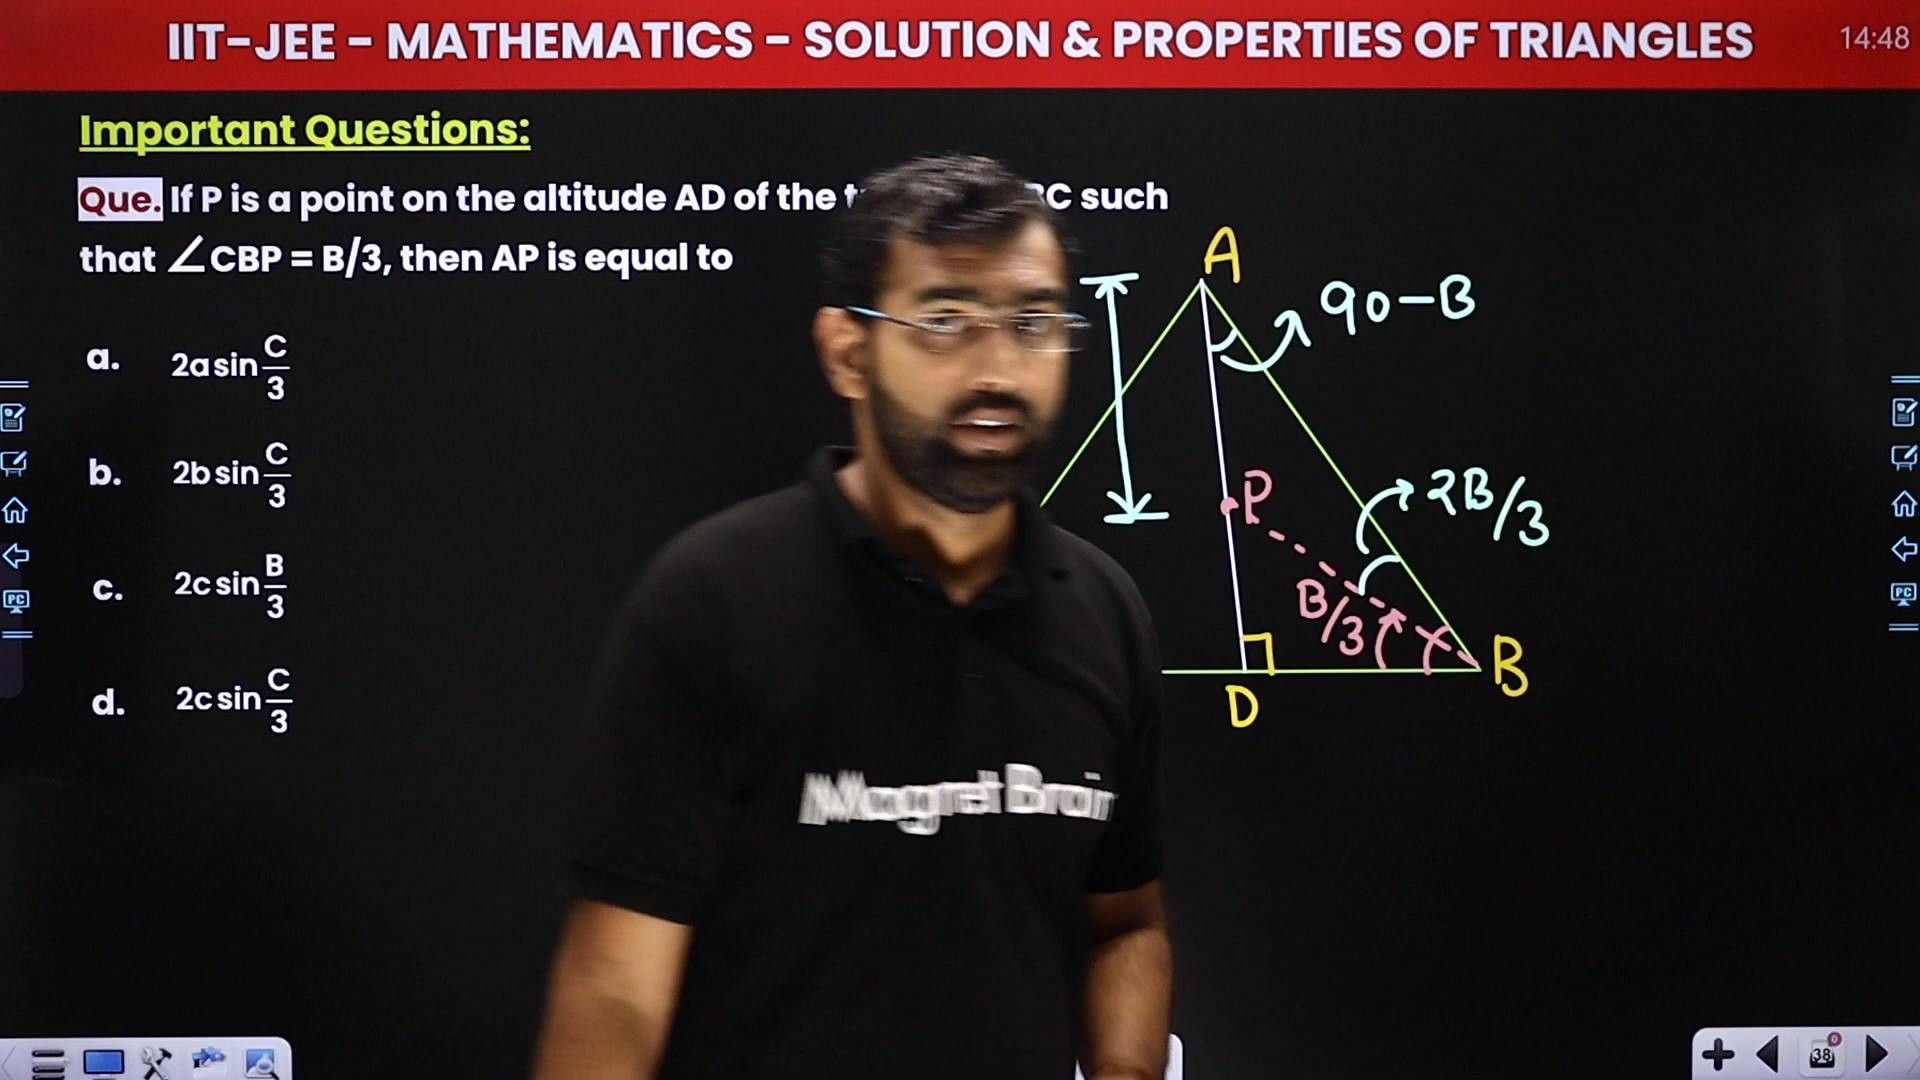 IIT-JEE - MATHEMATICS - SOLUTION & PROPERTIES OF TRIANGLES
14:48
Important Questions:
Que. If P is a point on the altitude AD of the such
that ∠CBP = B/3, then AP is equal to
a. 2a sin C/3
b. 2b sin C/3
c. 2c sin B/3
d. 2c sin C/3
A
90-B
P
2B/3
B/3
B
D
PC
PC
38